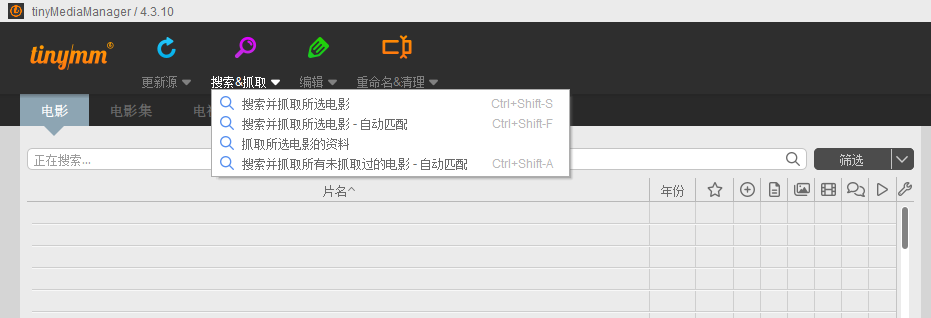 tinyMediaManager / 4.3.10
tinymm®
更新源
搜索&抓取
编辑
重命名&清理
电影
电影集
搜索并抓取所选电影 Ctrl+Shift-S
搜索并抓取所选电影 - 自动匹配 Ctrl+Shift-F
抓取所选电影的资料
搜索并抓取所有未抓取过的电影 - 自动匹配 Ctrl+Shift-A
正在搜索...
筛选
片名^
年份